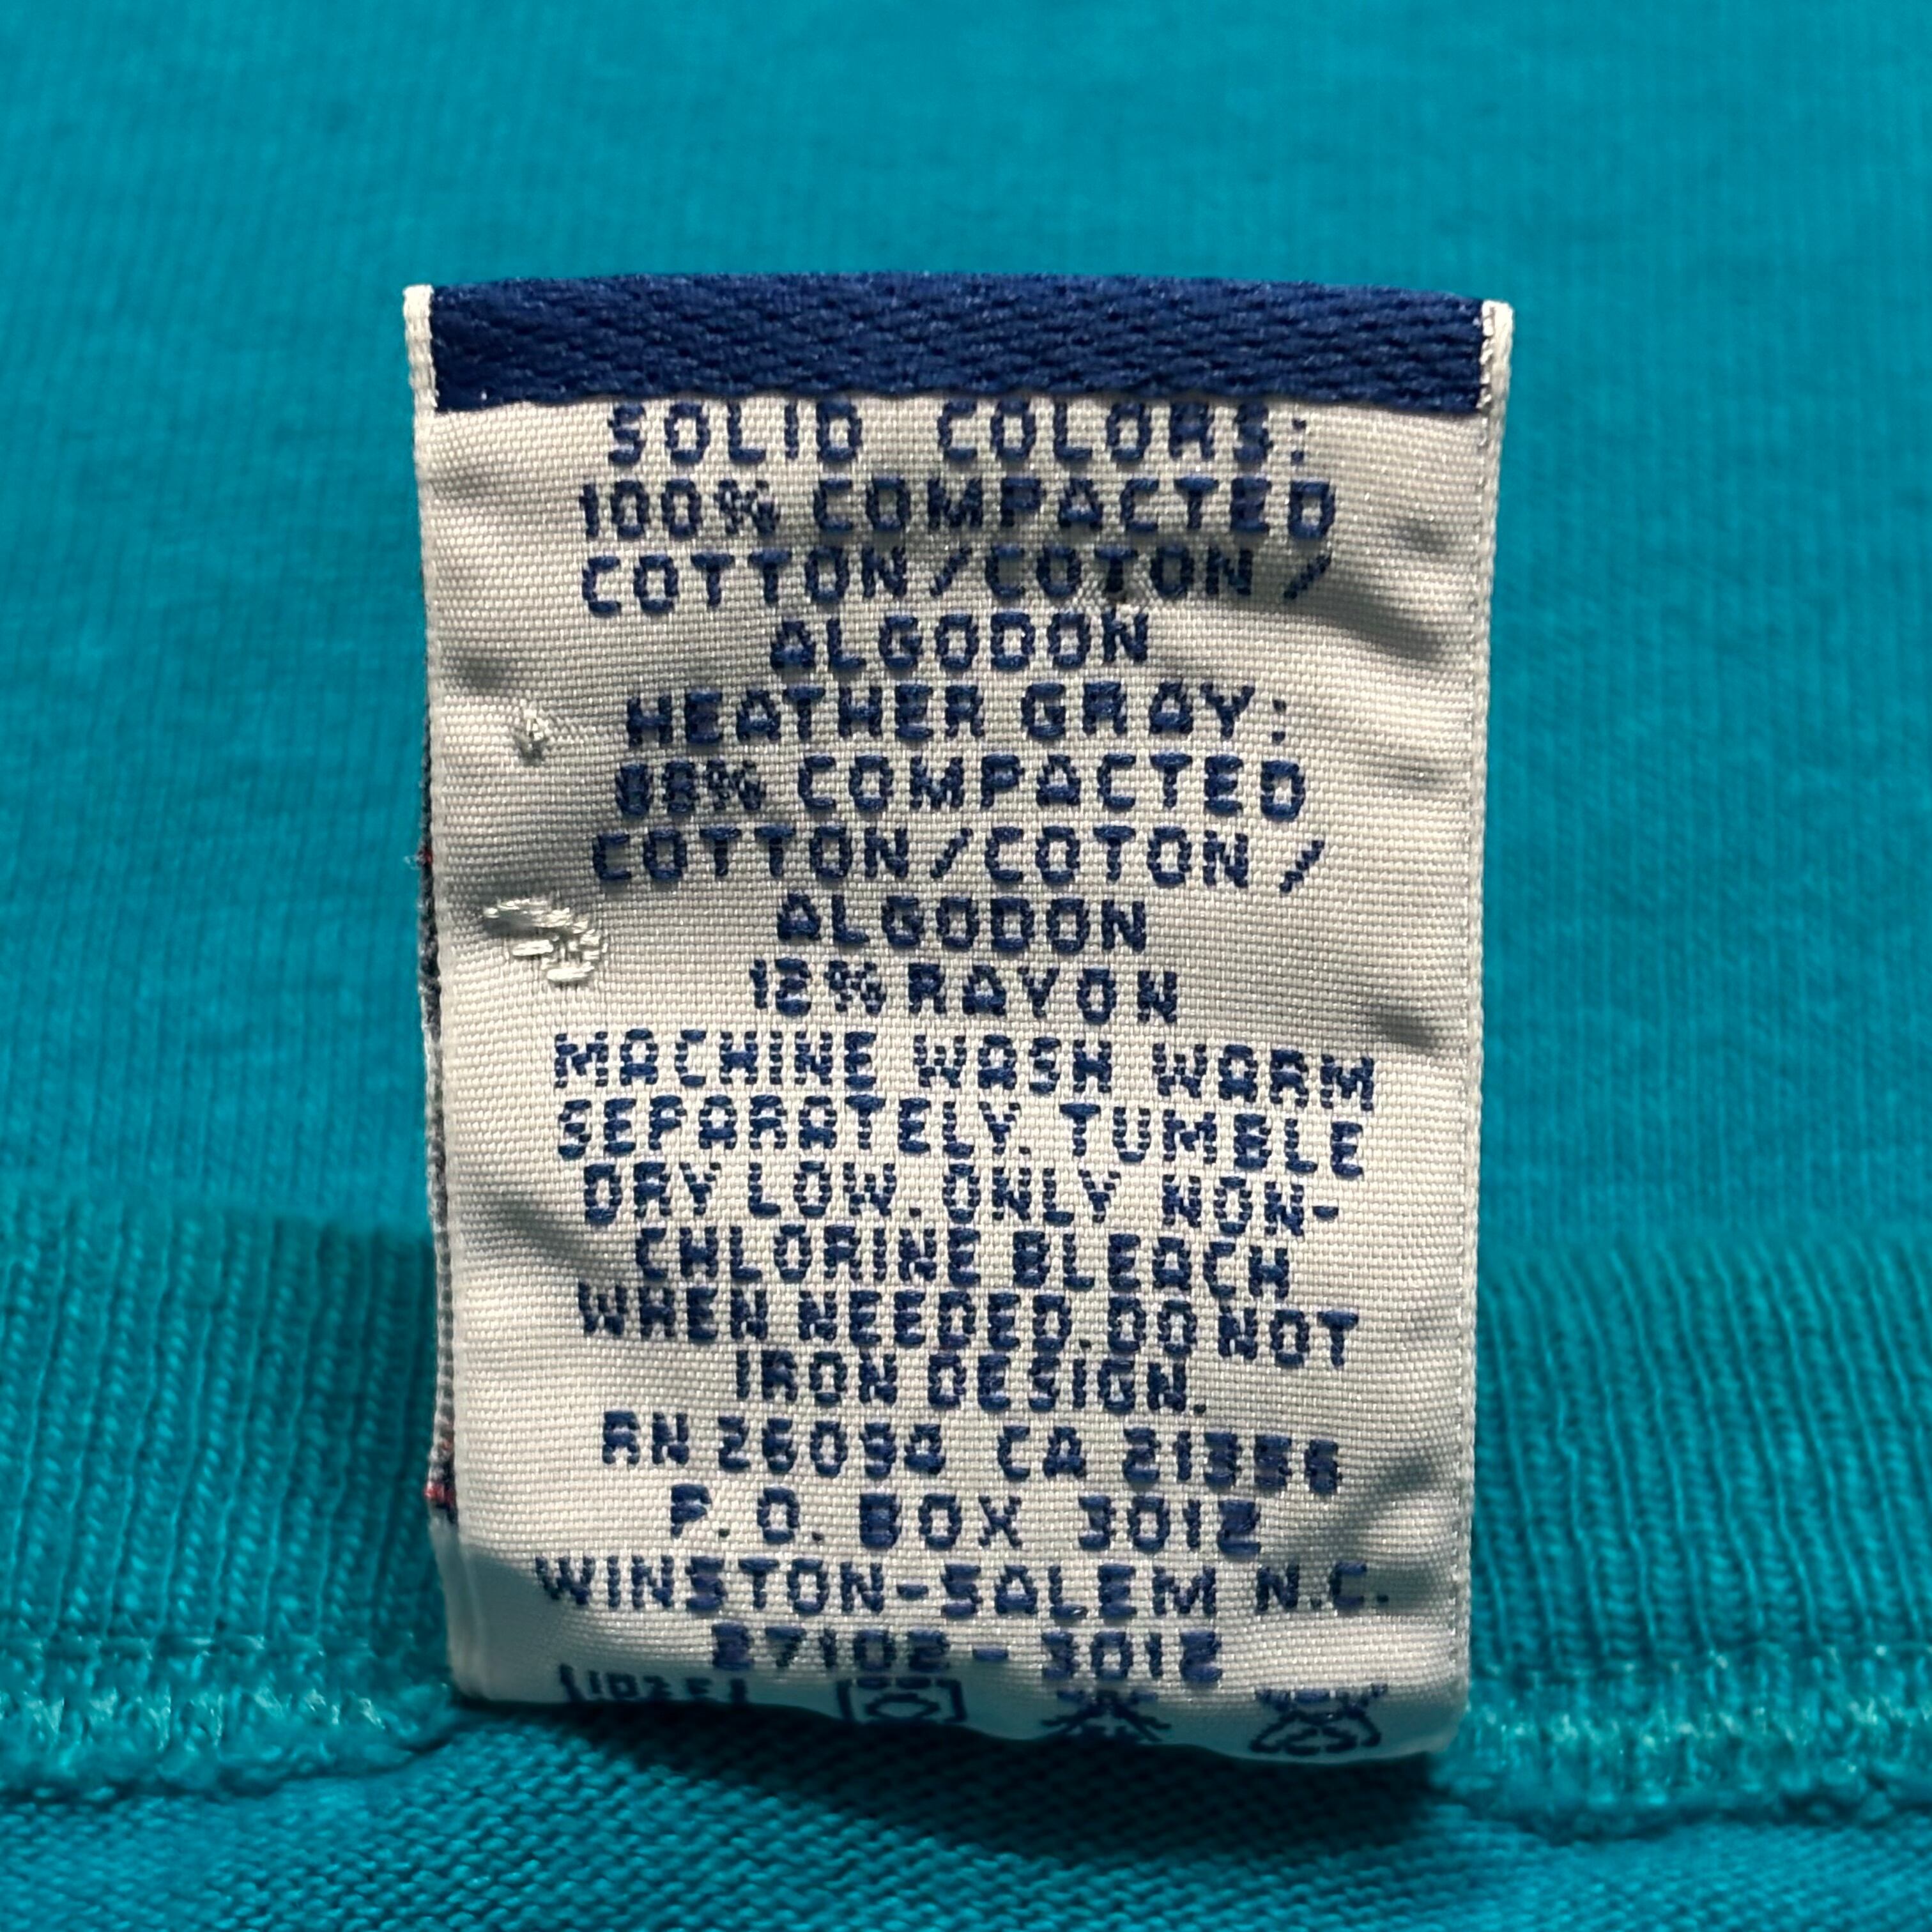 SOLID COLORS:
100% COMPACTED
COTTON/COTON/
ALGODON
HEATHER GRAY:
88% COMPACTED
COTTON/COTON/
ALGODON
12% RAYON
MACHINE WASH WARM
SEPARATELY. TUMBLE
DRY LOW. ONLY NON-
CHLORINE BLEACH
WHEN NEEDED. DO NOT
IRON DESIGN.
RN 26094 CA 21356
P.O. BOX 3012
WINSTON-SALEM N.C.
27102-3012